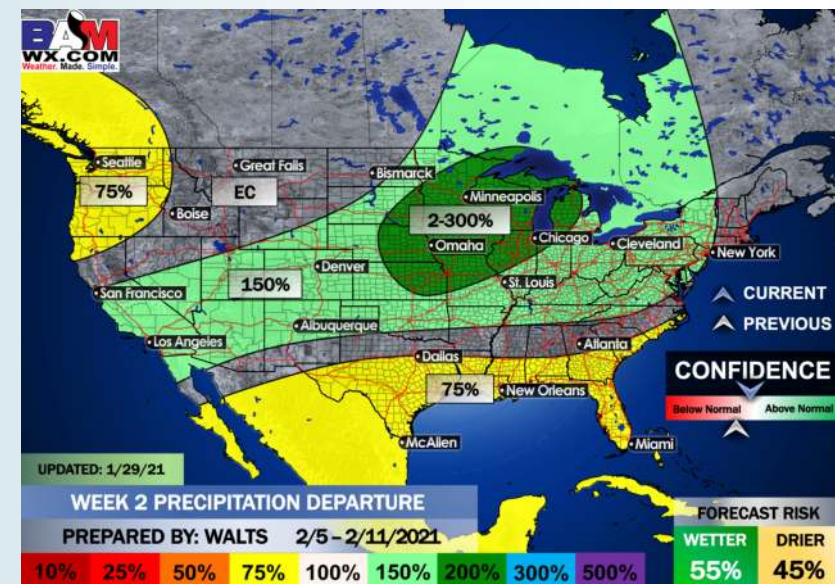 BAM
WX.COM
Weather. Made. Simple.
Seattle
75%
Great Falls
EC
Boise
Bismarck
Minneapolis
2-300%
Omaha
Chicago
Cleveland
New York
Denver
150%
St. Louis
San Francisco
Albuquerque
Los Angeles
Dallas
Atlanta
75%
New Orleans
McAllen
Miami
CURRENT
PREVIOUS
CONFIDENCE
Below Normal Above Normal
UPDATED: 1/29/21
WEEK 2 PRECIPITATION DEPARTURE
PREPARED BY: WALTS 2/5 – 2/11/2021
10% 25% 50% 75% 100% 150% 200% 300% 500%
FORECAST RISK
WETTER DRIER
55% 45%